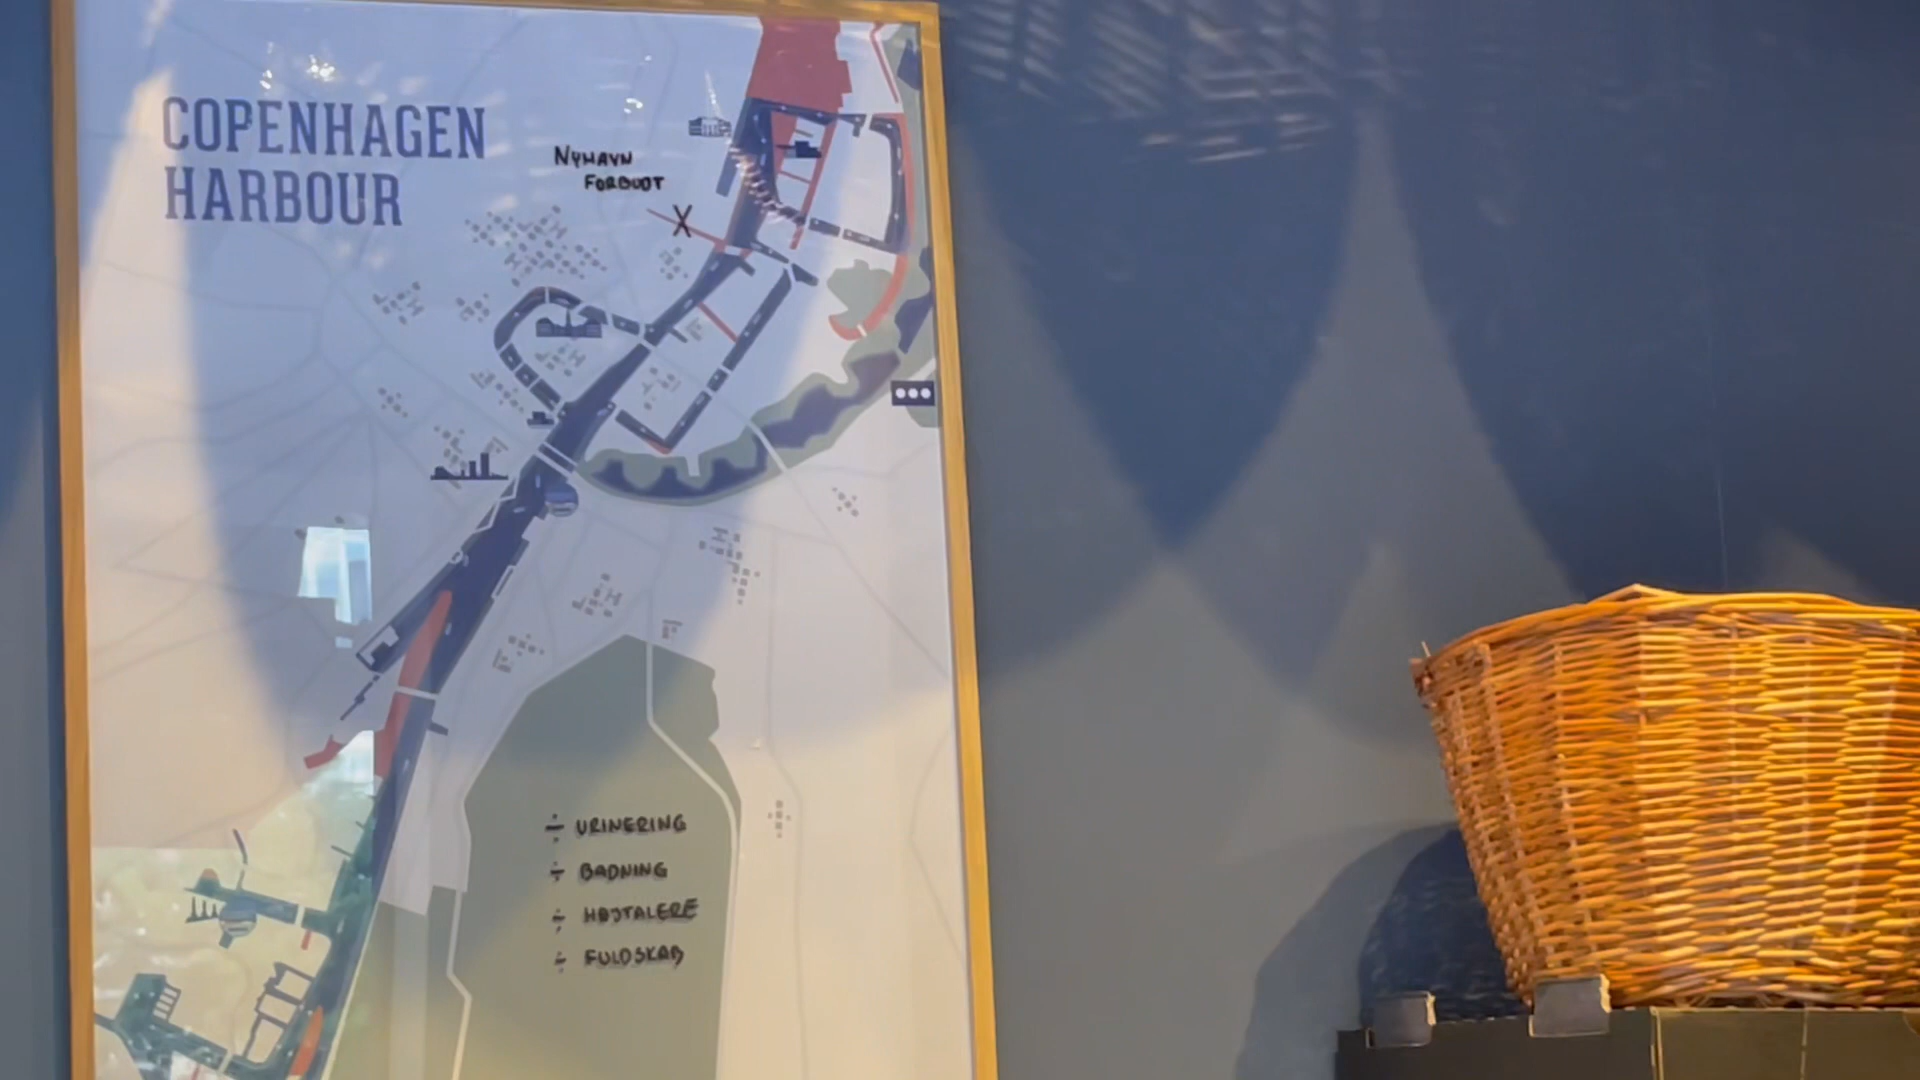 COPENHAGEN
HARBOUR
NYHAVN
FORBUDT
÷ URINERING
÷ BADNING
÷ HØJTALERE
÷ FULDSKAB